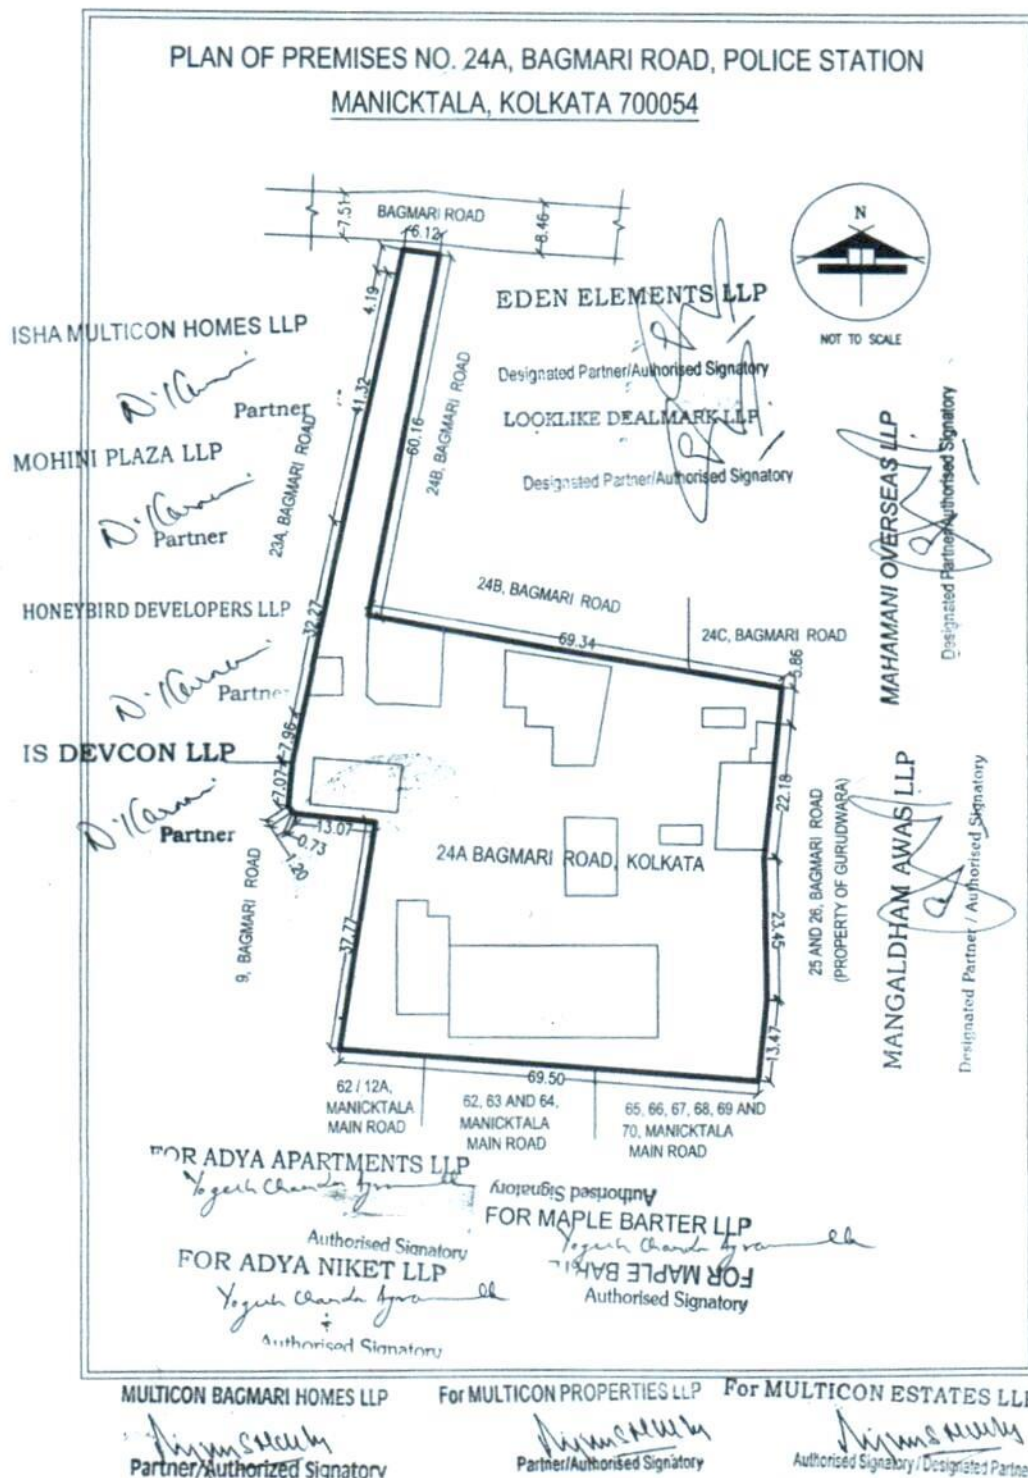 PLAN OF PREMISES NO. 24A, BAGMARI ROAD, POLICE STATION
MANICKTALA, KOLKATA 700054
7.51
BAGMARI ROAD
6.12
8.46
N
NOT TO SCALE
4.19
EDEN ELEMENTS LLP
Designated Partner/Authorised Signatory
LOOKLIKE DEALMARK LLP
Designated Partner/Authorised Signatory
ISHA MULTICON HOMES LLP
Partner
MOHINI PLAZA LLP
Partner
HONEYBIRD DEVELOPERS LLP
Partner
IS DEVCON LLP
Partner
41.32
23A, BAGMARI ROAD
60.16
24B, BAGMARI ROAD
MAHAMANI OVERSEAS LLP
Designated Partner/Authorised Signatory
24B, BAGMARI ROAD
69.34
24C, BAGMARI ROAD
5.86
32.27
7.96
7.07
13.07
0.73
1.20
9, BAGMARI ROAD
37.77
24A BAGMARI ROAD, KOLKATA
22.18
25 AND 26, BAGMARI ROAD
(PROPERTY OF GURUDWARA)
23.45
13.47
MANGALDHAM AWAS LLP
Designated Partner / Authorised Signatory
69.50
62 / 12A,
MANICKTALA
MAIN ROAD
62, 63 AND 64,
MANICKTALA
MAIN ROAD
65, 66, 67, 68, 69 AND
70, MANICKTALA
MAIN ROAD
FOR ADYA APARTMENTS LLP
Yogesh Chandra Agrawalla
Authorised Signatory
FOR ADYA NIKET LLP
Yogesh Chandra Agrawalla
Authorised Signatory
Authorised Signatory
FOR MAPLE BARTER LLP
Yogesh Chandra Agrawalla
FOR MAPLE
Authorised Signatory
MULTICON BAGMARI HOMES LLP
Partner/Authorized Signatory
For MULTICON PROPERTIES LLP
Partner/Authorised Signatory
For MULTICON ESTATES LLP
Authorised Signatory / Designated Partne